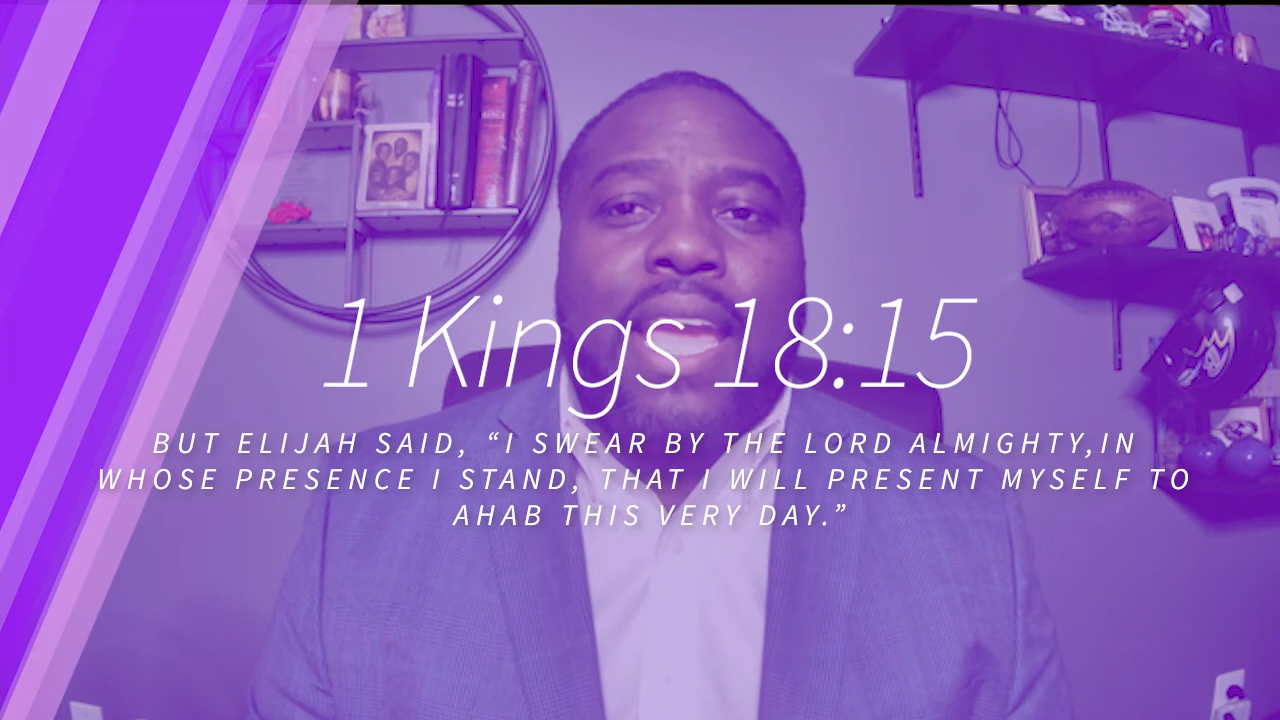 1 Kings 18:15
BUT ELIJAH SAID, “I SWEAR BY THE LORD ALMIGHTY,IN
WHOSE PRESENCE I STAND, THAT I WILL PRESENT MYSELF TO
AHAB THIS VERY DAY.”